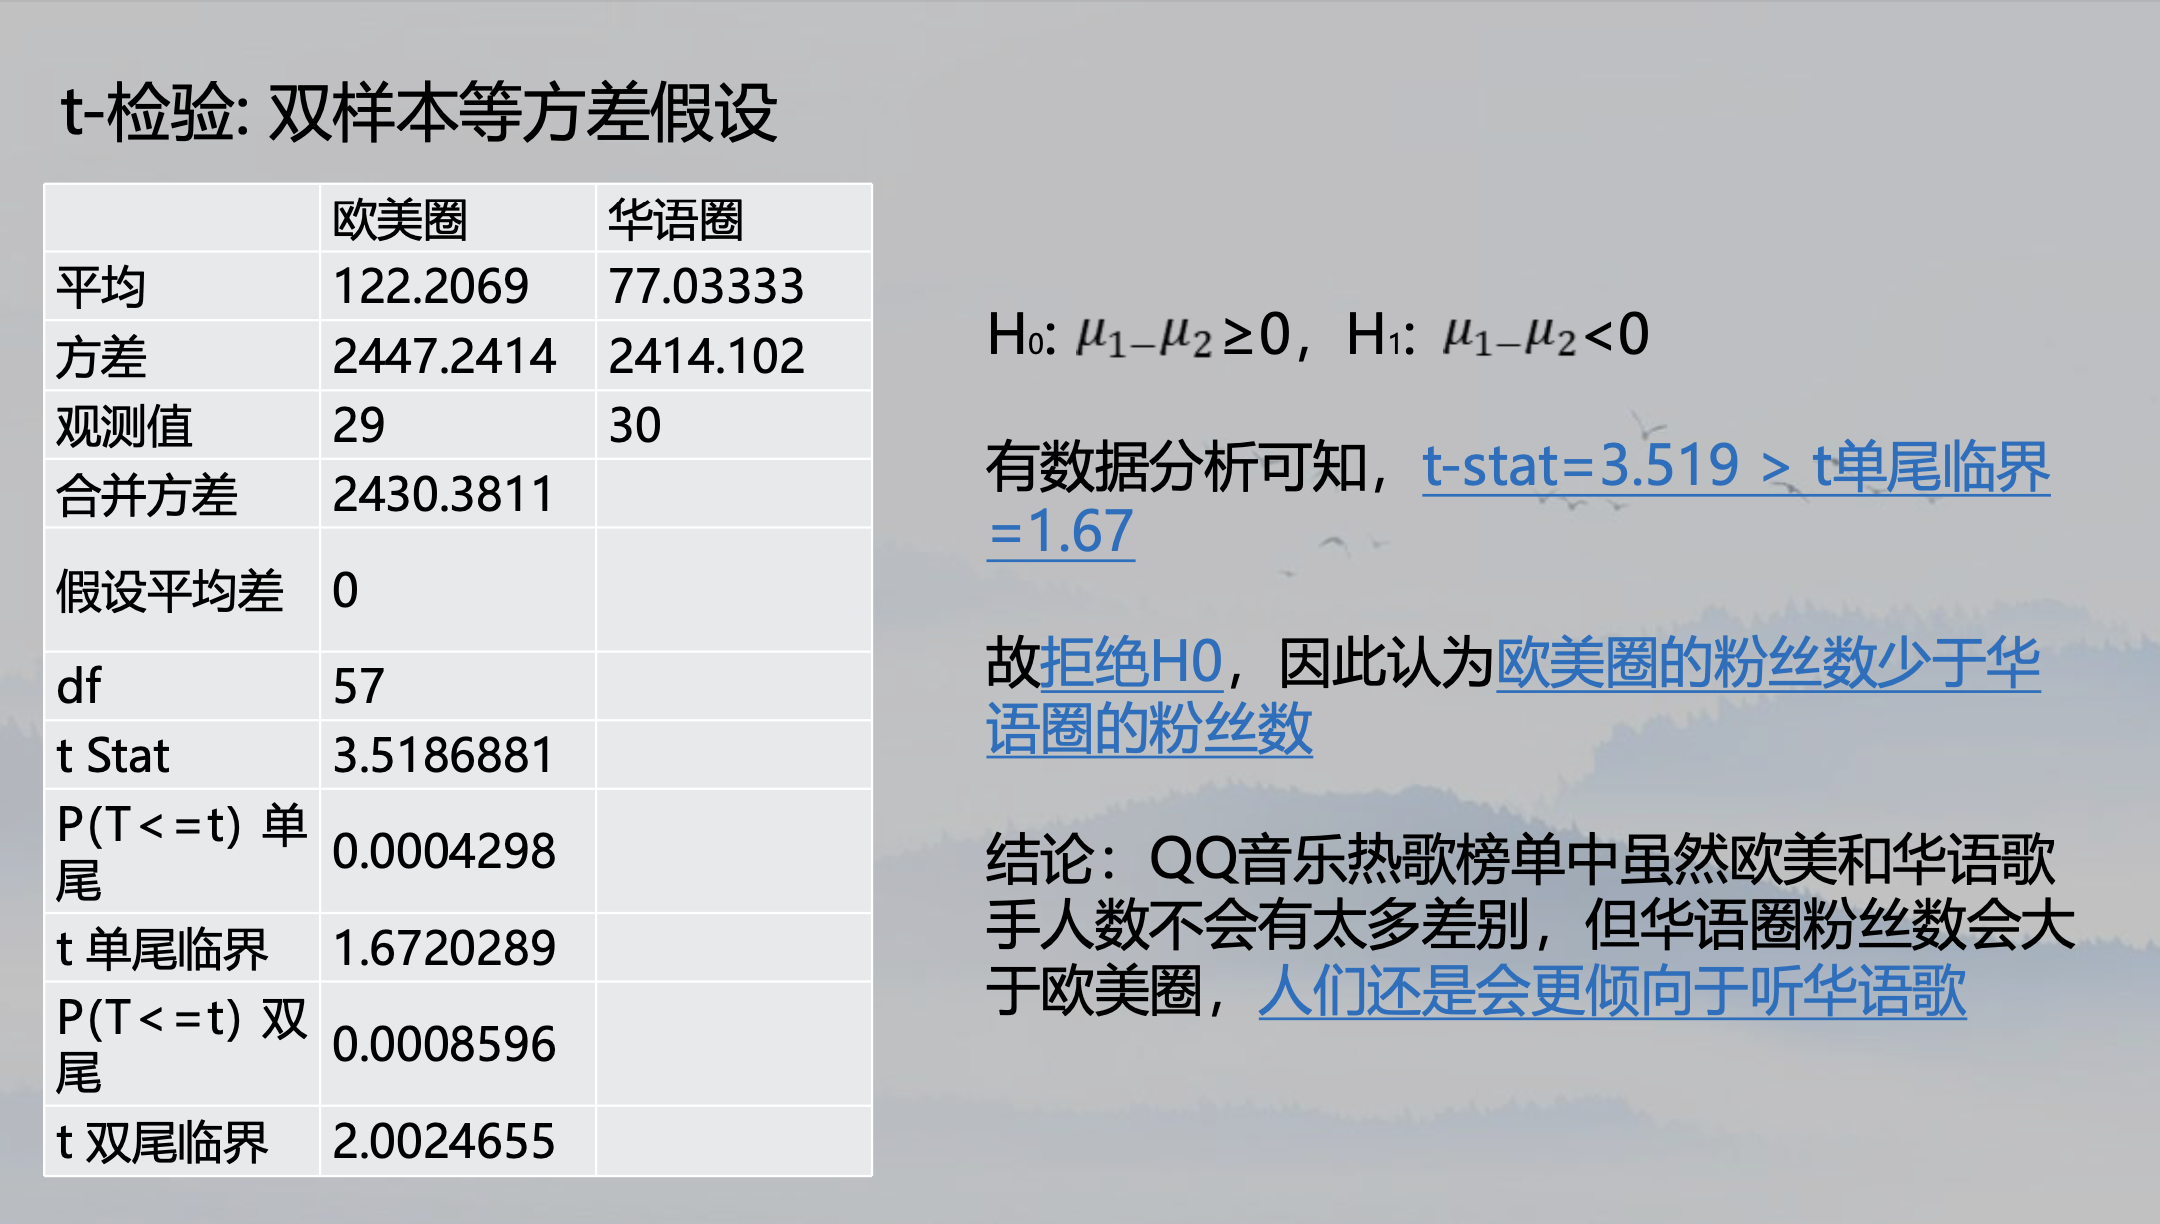 t-检验: 双样本等方差假设
欧美圈 华语圈
平均 122.2069 77.03333
方差 2447.2414 2414.102
观测值 29 30
合并方差 2430.3811
假设平均差 0
df 57
t Stat 3.5186881
P(T<=t) 单尾 0.0004298
t 单尾临界 1.6720289
P(T<=t) 双尾 0.0008596
t 双尾临界 2.0024655
H₀: μ₁₋μ₂≥0，H₁: μ₁₋μ₂<0
有数据分析可知，t-stat=3.519 > t单尾临界
=1.67
故拒绝H0，因此认为欧美圈的粉丝数少于华
语圈的粉丝数
结论：QQ音乐热歌榜单中虽然欧美和华语歌
手人数不会有太多差别，但华语圈粉丝数会大
于欧美圈，人们还是会更倾向于听华语歌